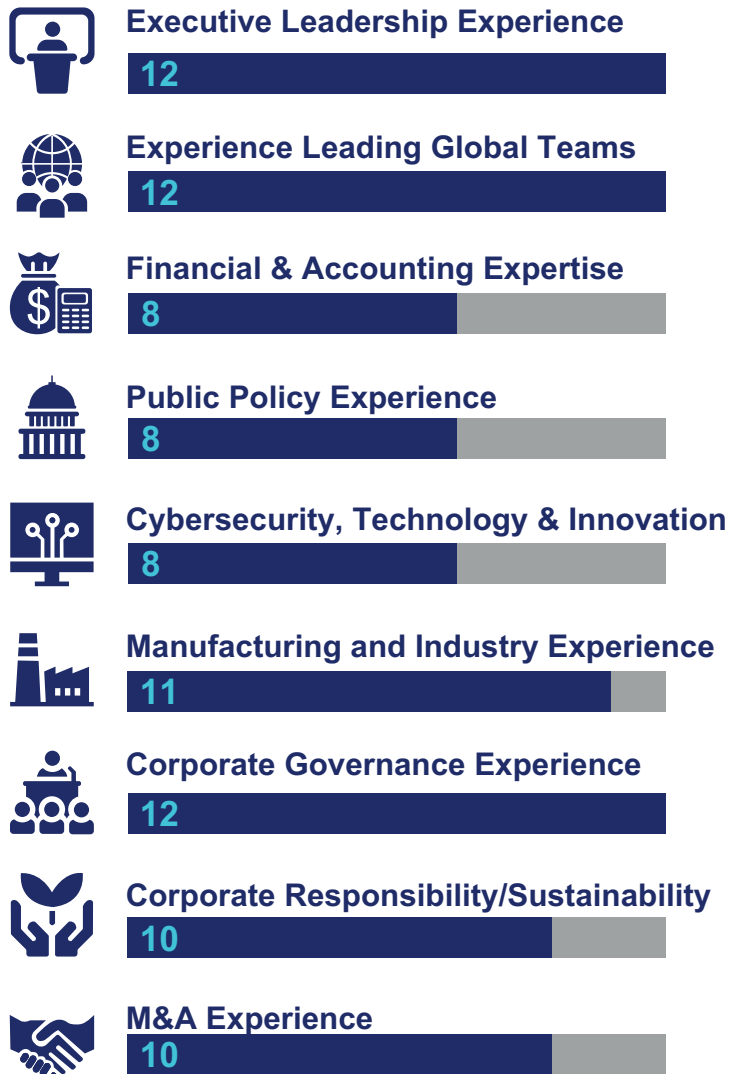 Executive Leadership Experience
12
Experience Leading Global Teams
12
Financial & Accounting Expertise
$
8
Public Policy Experience
8
Cybersecurity, Technology & Innovation
8
Manufacturing and Industry Experience
11
Corporate Governance Experience
12
Corporate Responsibility/Sustainability
10
M&A Experience
10